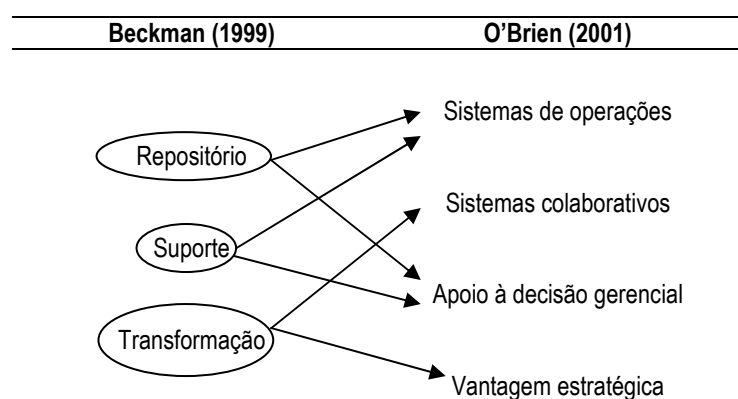 Beckman (1999) O’Brien (2001)
Sistemas de operações
Repositório
Sistemas colaborativos
Suporte
Apoio à decisão gerencial
Transformação
Vantagem estratégica